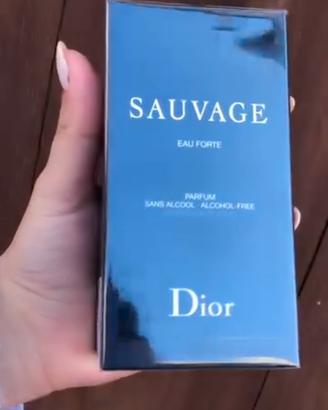 SAUVAGE
EAU FORTE
PARFUM
SANS ALCOOL · ALCOHOL-FREE
Dior